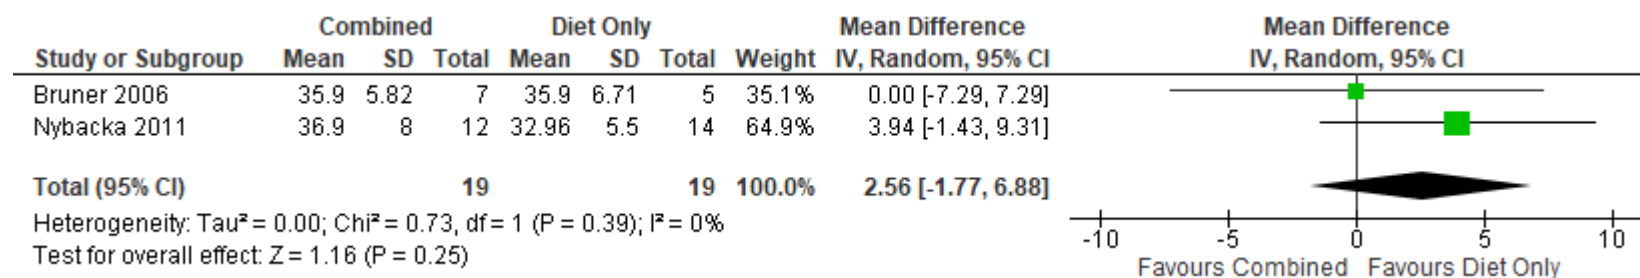 Combined Diet Only Mean Difference Mean Difference
Study or Subgroup Mean SD Total Mean SD Total Weight IV, Random, 95% CI IV, Random, 95% CI
Bruner 2006 35.9 5.82 7 35.9 6.71 5 35.1% 0.00 [-7.29, 7.29]
Nybacka 2011 36.9 8 12 32.96 5.5 14 64.9% 3.94 [-1.43, 9.31]
Total (95% CI) 19 19 100.0% 2.56 [-1.77, 6.88]
Heterogeneity: Tau² = 0.00; Chi² = 0.73, df = 1 (P = 0.39); I² = 0%
Test for overall effect: Z = 1.16 (P = 0.25)
-10 -5 0 5 10
Favours Combined Favours Diet Only